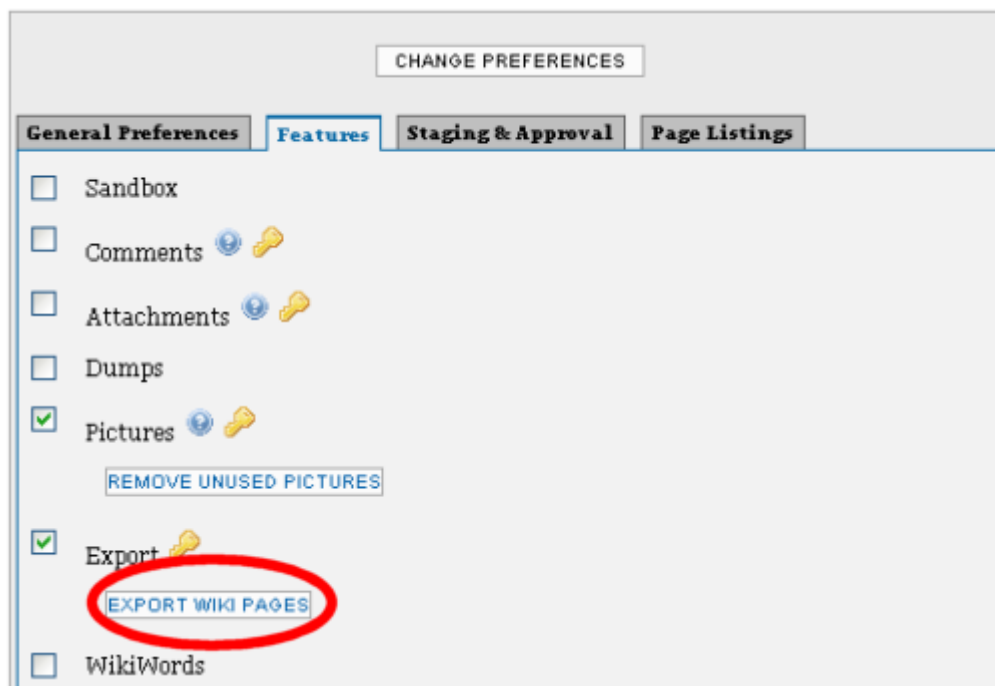 CHANGE PREFERENCES
General Preferences Features Staging & Approval Page Listings
Sandbox
Comments
Attachments
Dumps
Pictures
REMOVE UNUSED PICTURES
Export
EXPORT WIKI PAGES
WikiWords